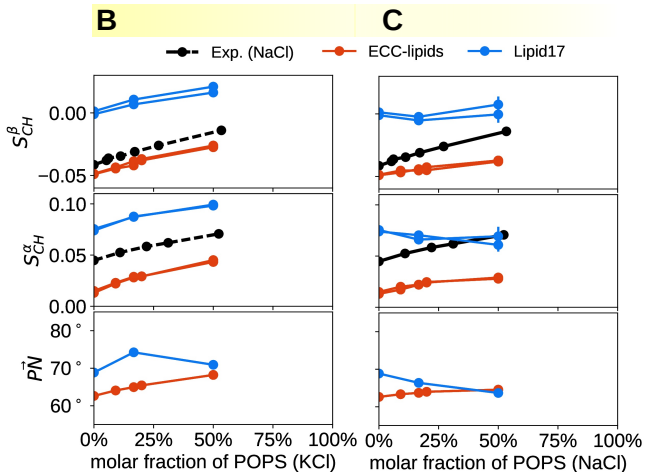 B C
Exp. (NaCl) ECC-lipids Lipid17
0.00
−0.05
S^β_CH
0.10
0.05
0.00
S^α_CH
80°
70°
60°
P⃗N
0% 25% 50% 75% 100% 0% 25% 50% 75% 100%
molar fraction of POPS (KCl) molar fraction of POPS (NaCl)